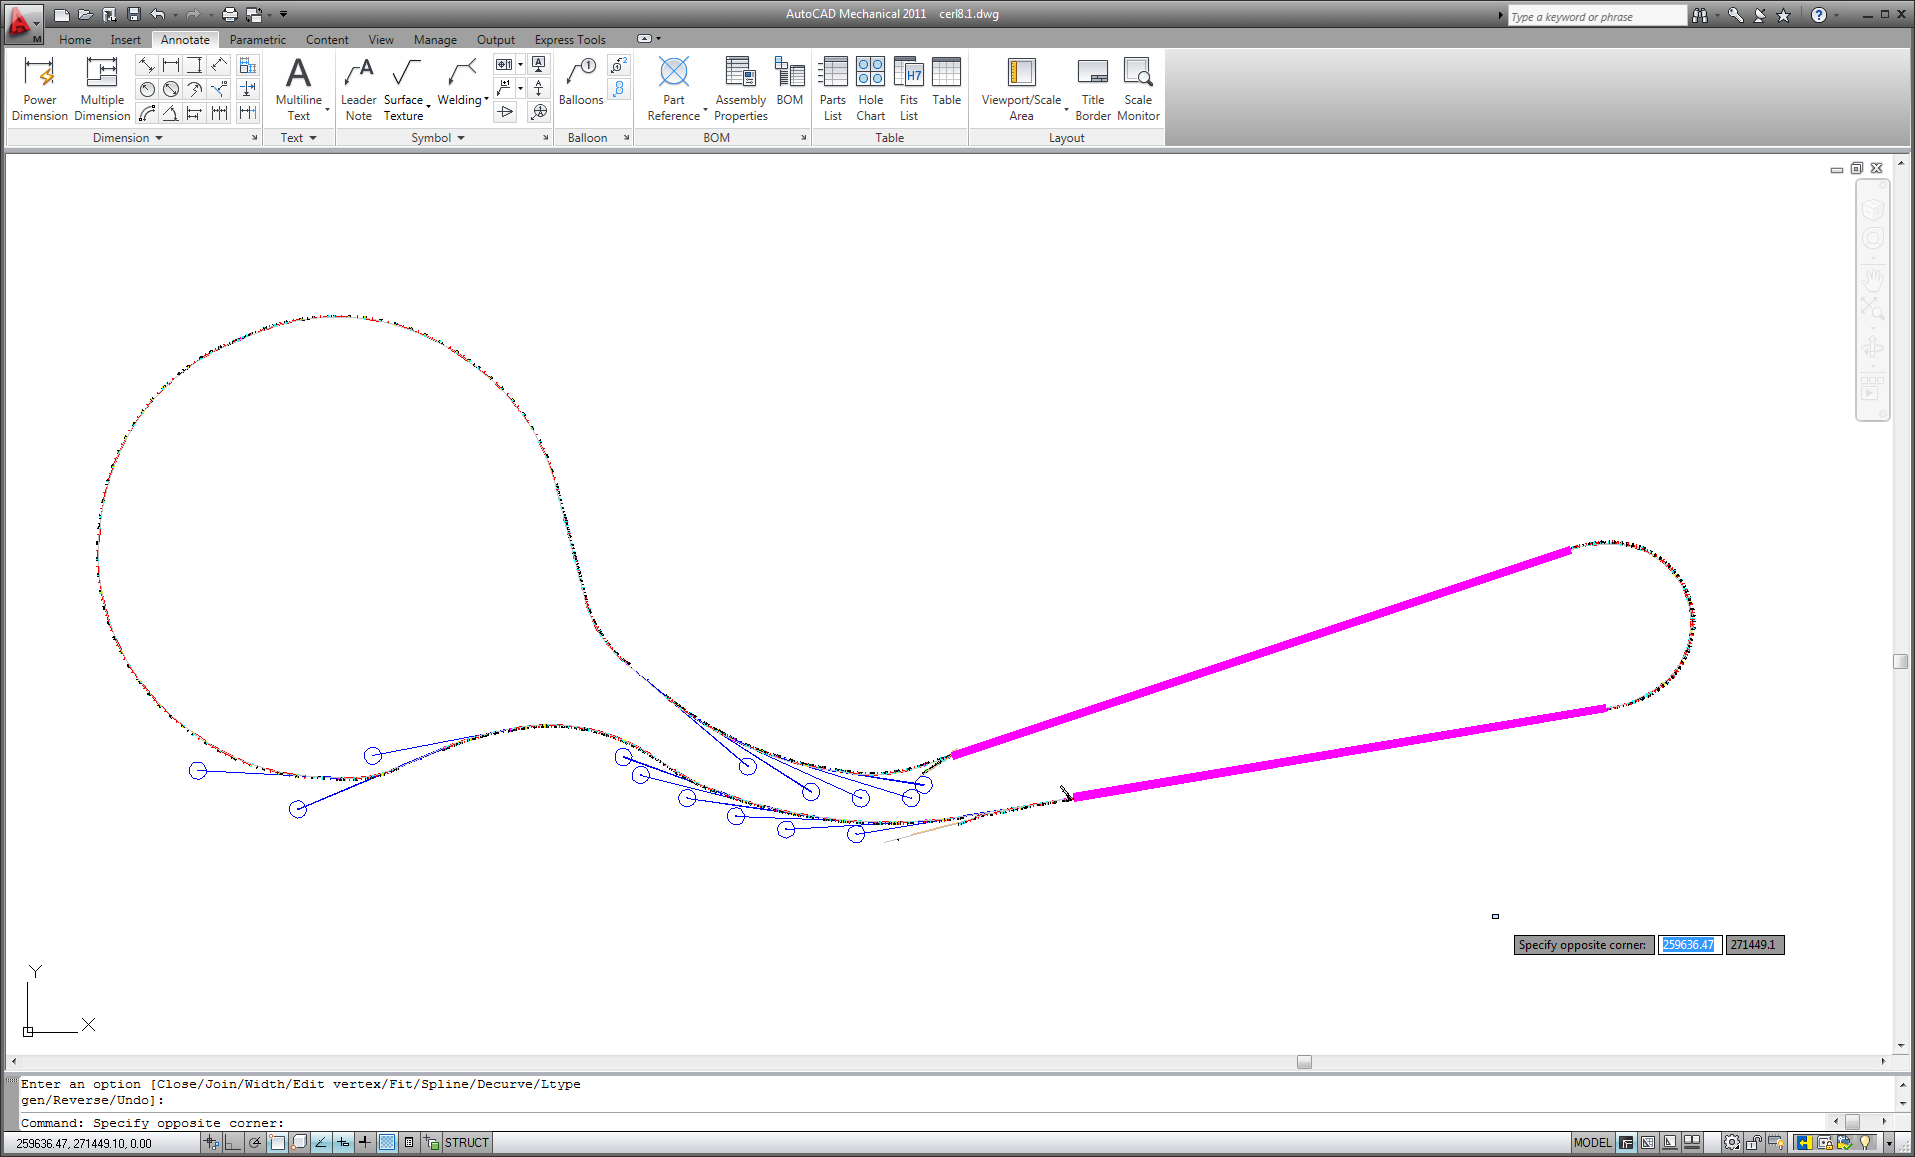 AutoCAD Mechanical 2011 cerl8.1.dwg
Type a keyword or phrase
M
Home Insert Annotate Parametric Content View Manage Output Express Tools
Power Dimension
Multiple Dimension
A
Multiline Text
A
Leader Note
Surface Texture
Welding
A
1
Balloons
2
Part Reference
Assembly Properties
BOM
Parts List
Hole Chart
H7
Fits List
Table
Viewport/Scale Area
Title Border
Scale Monitor
Dimension Text Symbol Balloon BOM Table Layout
Specify opposite corner: 259636.47 271449.1
Y
X
Enter an option [Close/Join/Width/Edit vertex/Fit/Spline/Decurve/Ltype
gen/Reverse/Undo]:
Command: Specify opposite corner:
259636.47, 271449.10, 0.00 STRUCT MODEL